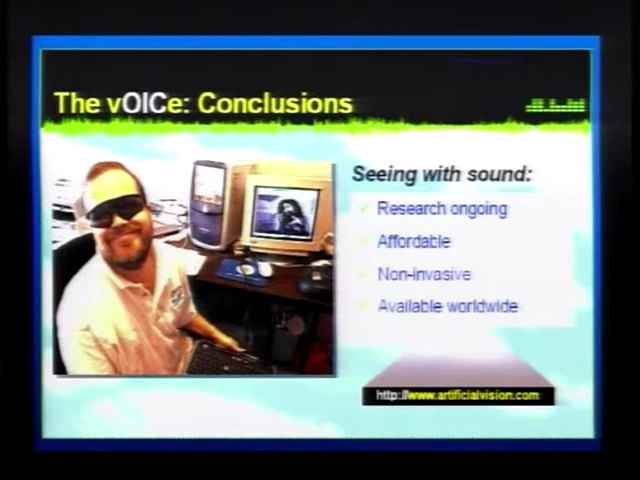 The vOICe: Conclusions
Seeing with sound:
Research ongoing
Affordable
Non-invasive
Available worldwide
http://www.artificialvision.com